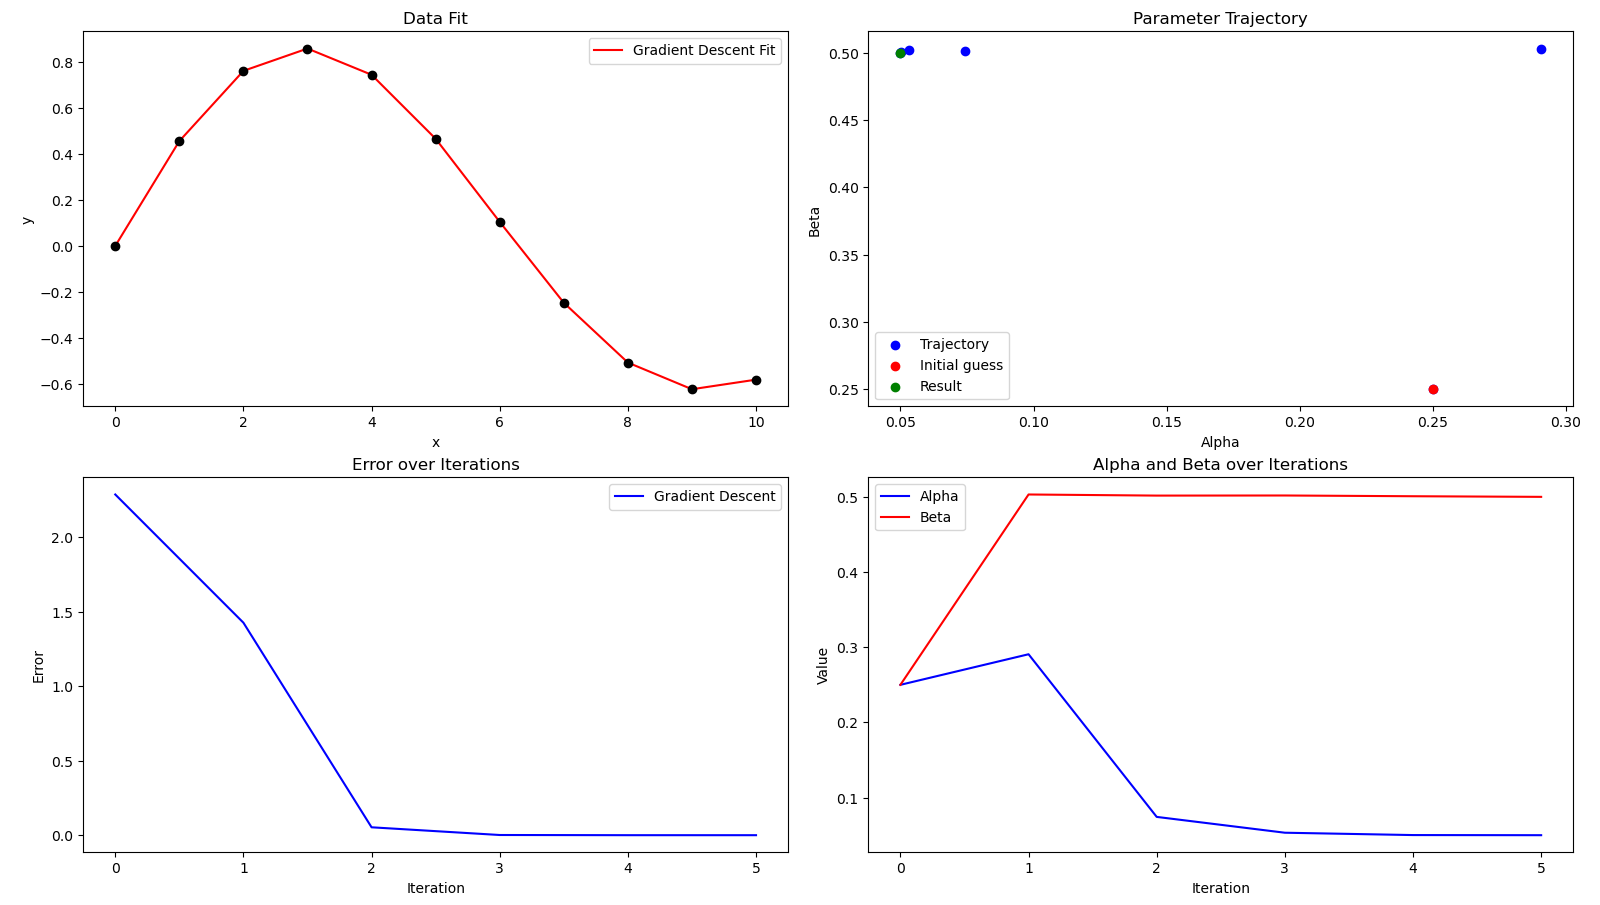 Data Fit
Gradient Descent Fit
0.8
0.6
0.4
0.2
0.0
−0.2
−0.4
−0.6
y
0 2 4 6 8 10
x
Parameter Trajectory
0.50
0.45
0.40
0.35
0.30
0.25
Beta
Trajectory
Initial guess
Result
0.05 0.10 0.15 0.20 0.25 0.30
Alpha
Error over Iterations
Gradient Descent
2.0
1.5
1.0
0.5
0.0
Error
0 1 2 3 4 5
Iteration
Alpha and Beta over Iterations
Alpha
Beta
0.5
0.4
0.3
0.2
0.1
Value
0 1 2 3 4 5
Iteration